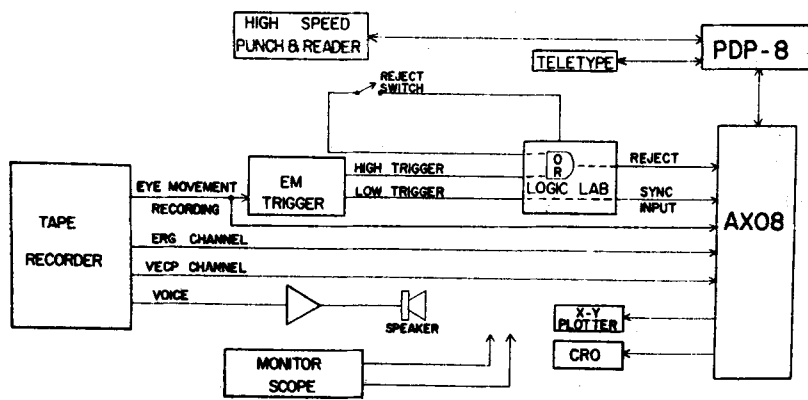 HIGH SPEED
PUNCH & READER
PDP-8
TELETYPE
REJECT
SWITCH
TAPE
RECORDER
EYE MOVEMENT
RECORDING
EM
TRIGGER
HIGH TRIGGER
LOW TRIGGER
OR
LOGIC LAB
REJECT
SYNC
INPUT
AX08
ERG CHANNEL
VECP CHANNEL
VOICE
SPEAKER
MONITOR
SCOPE
X-Y
PLOTTER
CRO